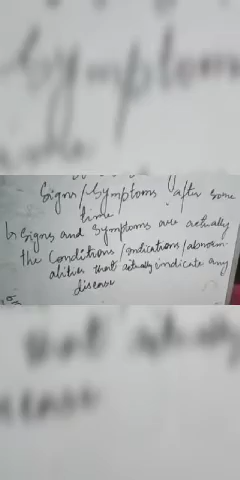 Signs/Symptoms after some
time
↳ Signs and Symptoms are actually
the Conditions/indications/abnorm-
alities that actually indicate any
disease